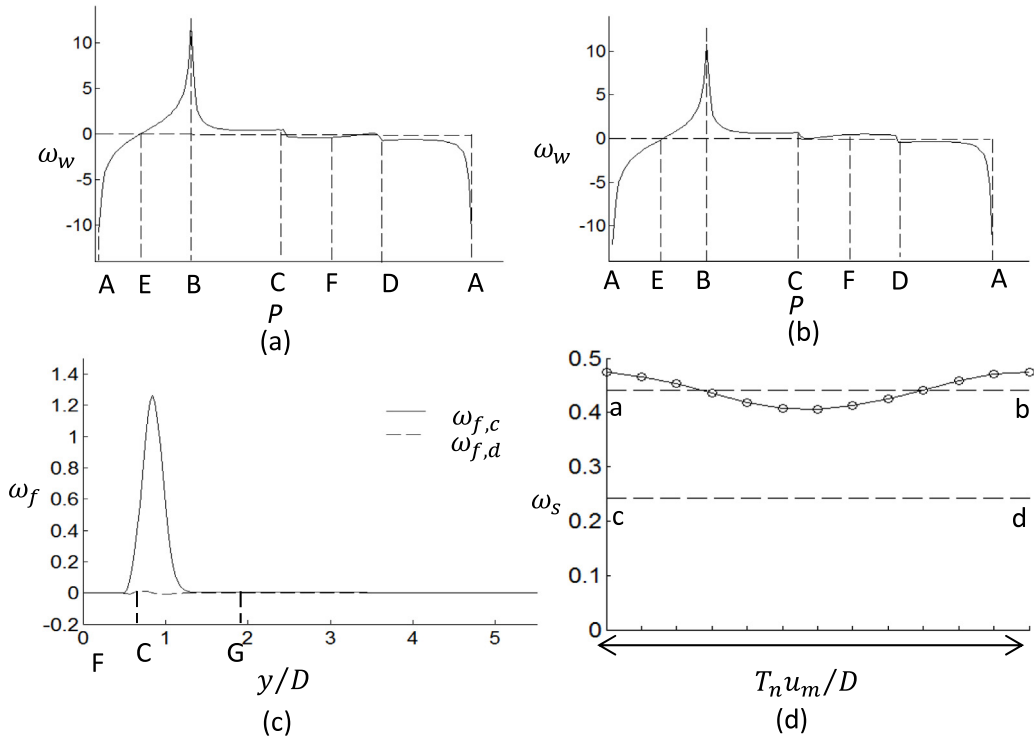 10
5
0
-5
-10
ω_w
A E B C F D A
P
(a)
10
5
0
-5
-10
ω_w
A E B C F D A
P
(b)
1.4
1.2
1
0.8
0.6
0.4
0.2
0
-0.2
ω_f
ω_{f,c}
ω_{f,d}
0 1 2 3 4 5
F C G
y/D
(c)
0.5
0.4
0.3
0.2
0.1
0
ω_s
a b
c d
T_n u_m/D
(d)